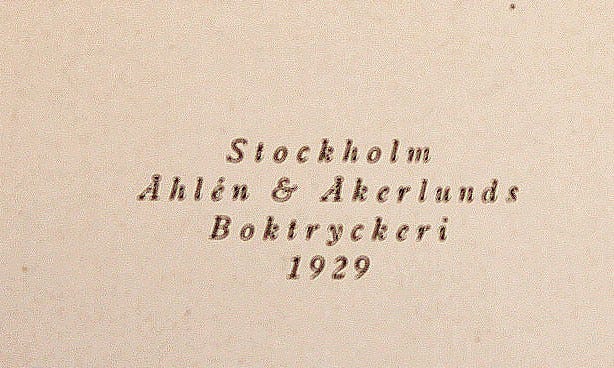 Stockholm
Åhlén & Åkerlunds
Boktryckeri
1929